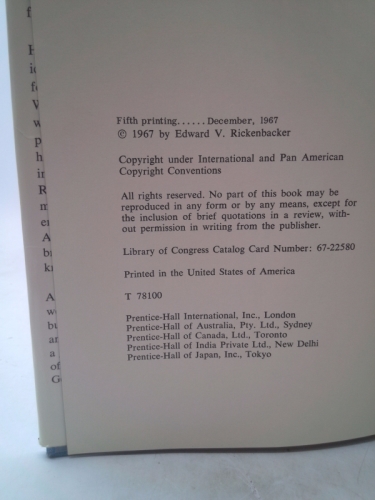 Fifth printing......December, 1967
© 1967 by Edward V. Rickenbacker
Copyright under International and Pan American
Copyright Conventions
All rights reserved. No part of this book may be
reproduced in any form or by any means, except for
the inclusion of brief quotations in a review, with-
out permission in writing from the publisher.
Library of Congress Catalog Card Number: 67-22580
Printed in the United States of America
T 78100
Prentice-Hall International, Inc., London
Prentice-Hall of Australia, Pty. Ltd., Sydney
Prentice-Hall of Canada, Ltd., Toronto
Prentice-Hall of India Private Ltd., New Delhi
Prentice-Hall of Japan, Inc., Tokyo